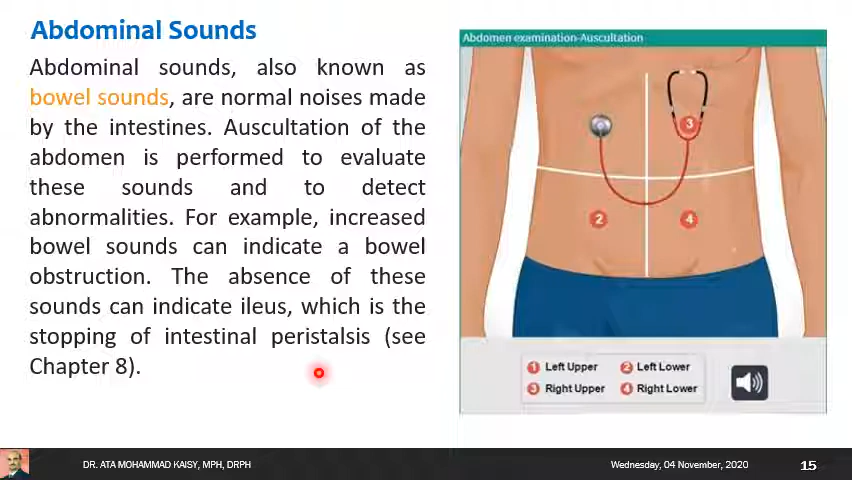 Abdominal Sounds
Abdominal sounds, also known as
bowel sounds, are normal noises made
by the intestines. Auscultation of the
abdomen is performed to evaluate
these sounds and to detect
abnormalities. For example, increased
bowel sounds can indicate a bowel
obstruction. The absence of these
sounds can indicate ileus, which is the
stopping of intestinal peristalsis (see
Chapter 8).
Abdomen examination-Auscultation
3
2
4
1 Left Upper
2 Left Lower
3 Right Upper
4 Right Lower
DR. ATA MOHAMMAD KAISY, MPH, DRPH
Wednesday, 04 November, 2020
15